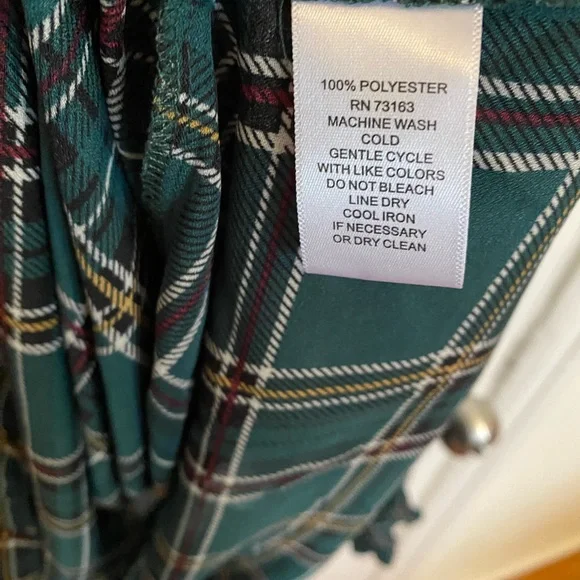 100% POLYESTER
RN 73163
MACHINE WASH
COLD
GENTLE CYCLE
WITH LIKE COLORS
DO NOT BLEACH
LINE DRY
COOL IRON
IF NECESSARY
OR DRY CLEAN